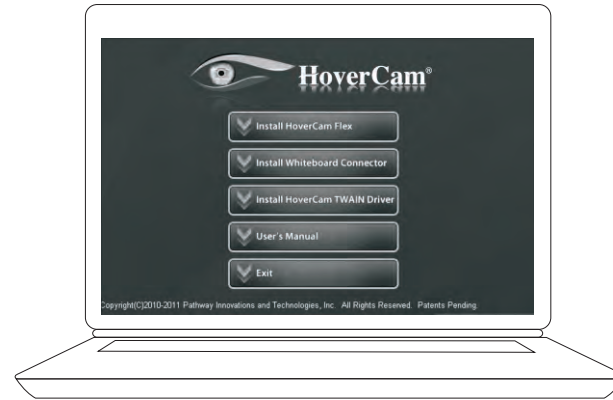 HoverCam®
Install HoverCam Flex
Install Whiteboard Connector
Install HoverCam TWAIN Driver
User's Manual
Exit
Copyright(C)2010-2011 Pathway Innovations and Technologies, Inc. All Rights Reserved. Patents Pending.